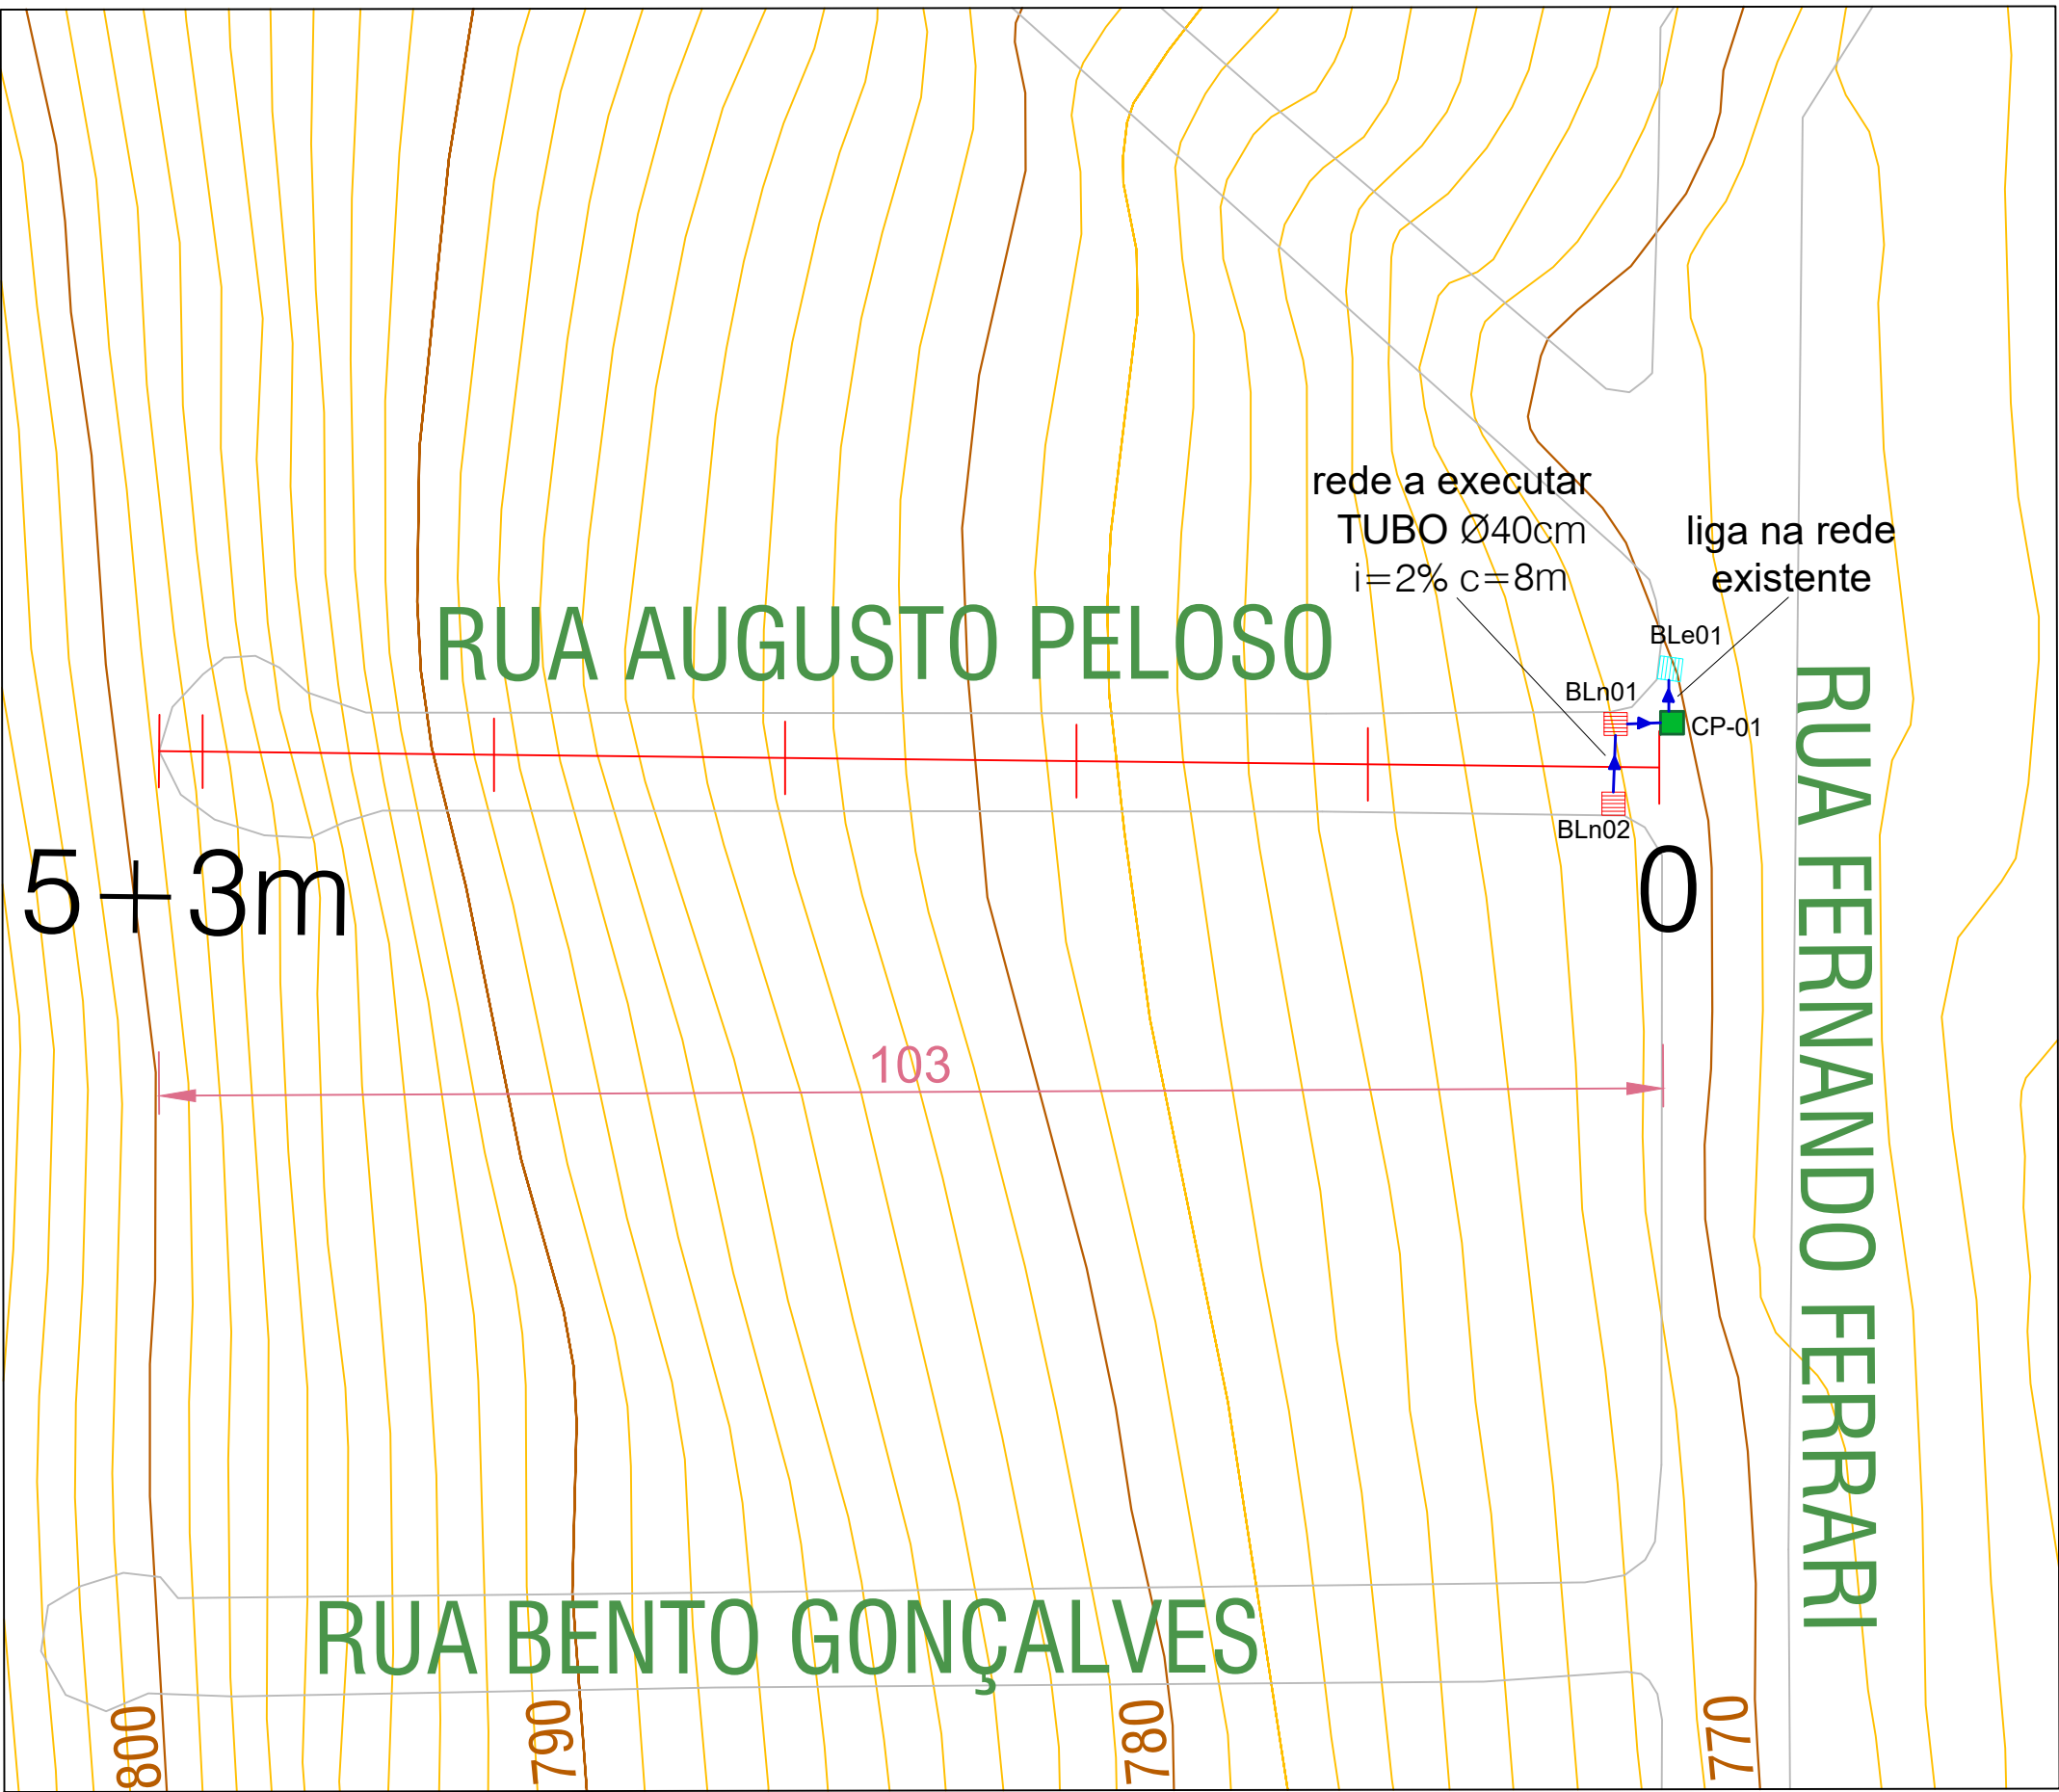 rede a executar
TUBO Ø40cm
i=2% c=8m
liga na rede
existente
BLe01
BLn01
CP-01
BLn02
RUA AUGUSTO PELOSO
5+3m
0
103
RUA FERNANDO FERRARI
RUA BENTO GONÇALVES
800
790
780
770